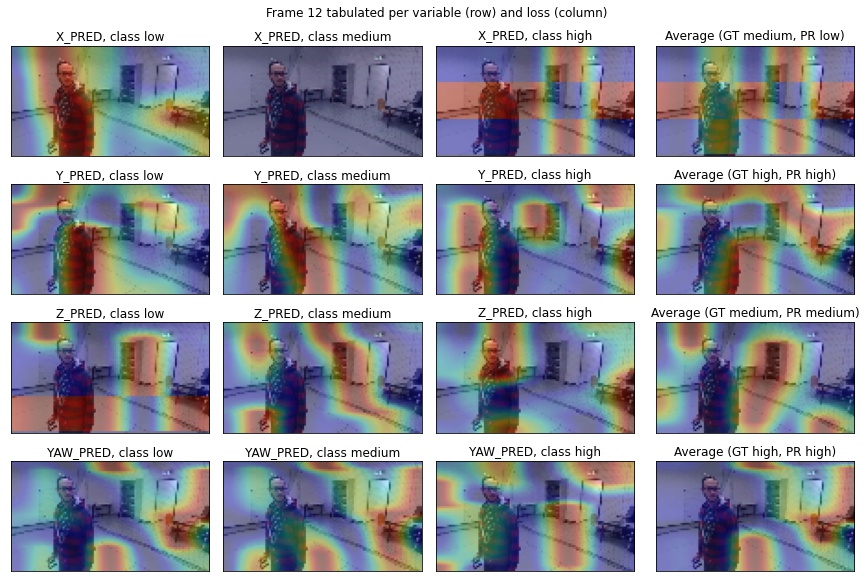 Frame 12 tabulated per variable (row) and loss (column)
X_PRED, class low
X_PRED, class medium
X_PRED, class high
Average (GT medium, PR low)
Y_PRED, class low
Y_PRED, class medium
Y_PRED, class high
Average (GT high, PR high)
Z_PRED, class low
Z_PRED, class medium
Z_PRED, class high
Average (GT medium, PR medium)
YAW_PRED, class low
YAW_PRED, class medium
YAW_PRED, class high
Average (GT high, PR high)